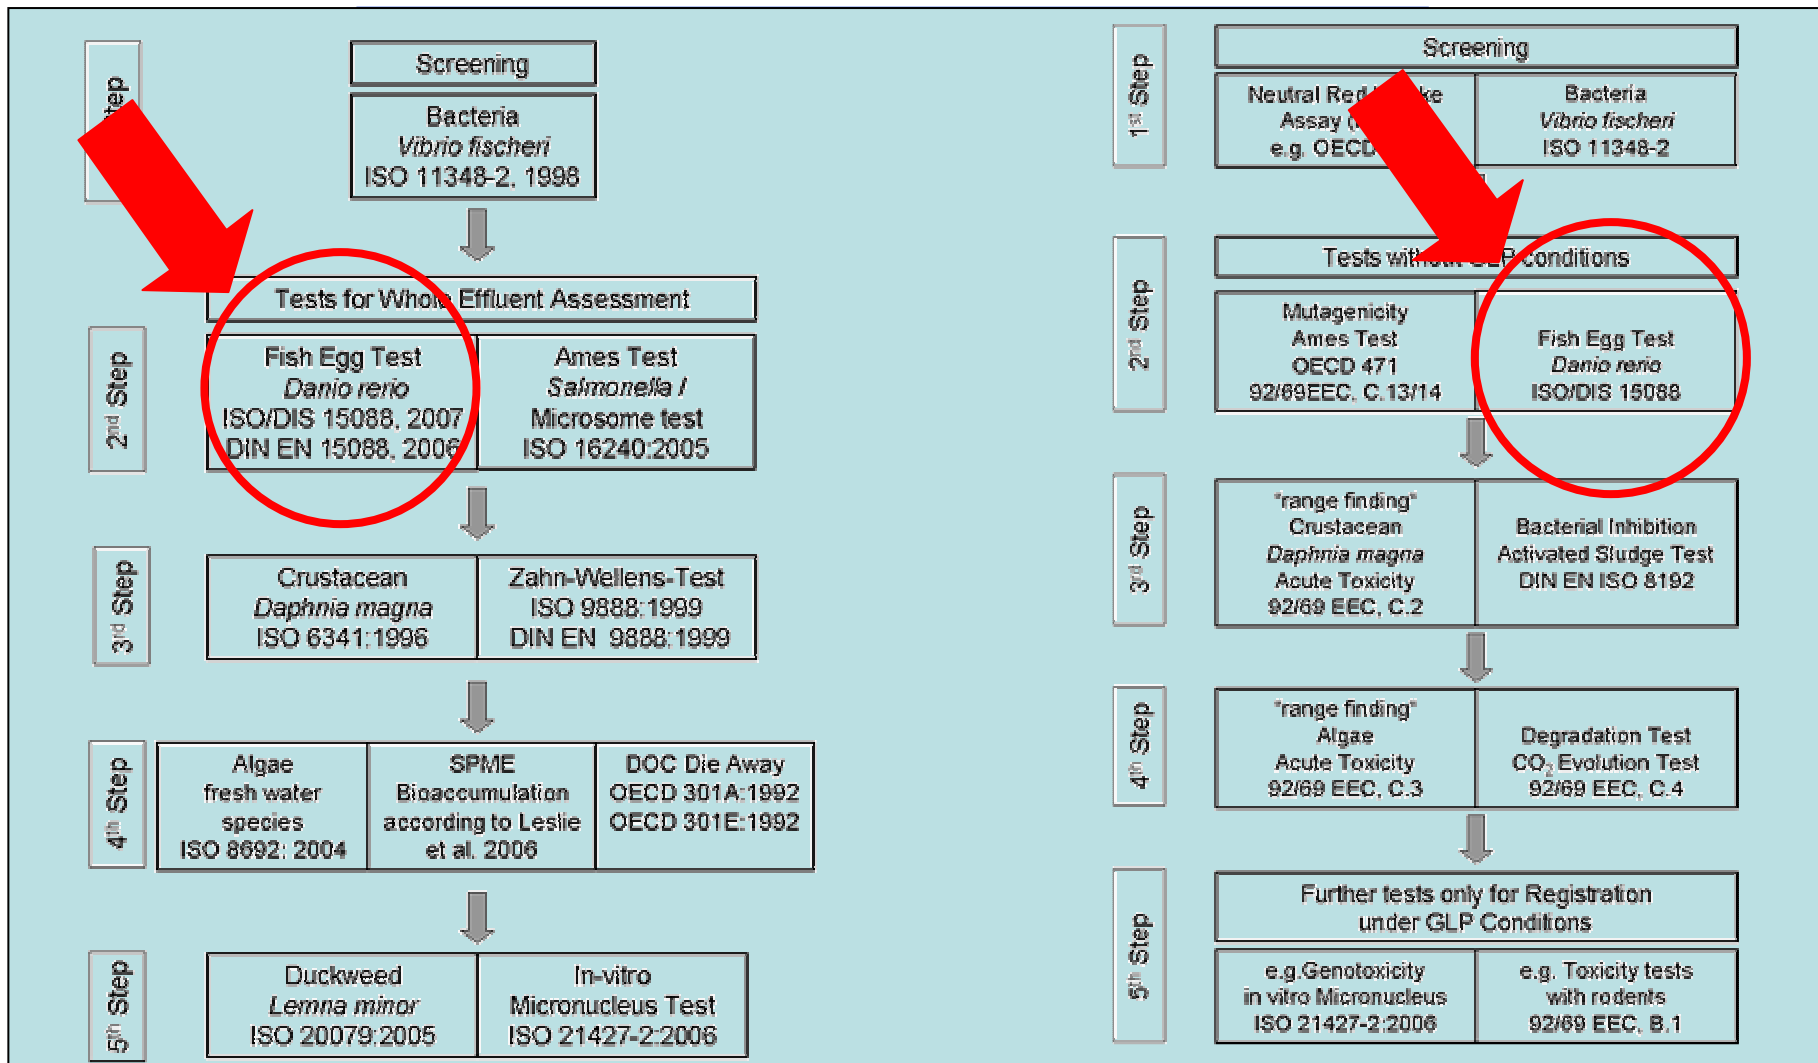 Step
Screening
Bacteria
Vibrio fischeri
ISO 11348-2, 1998
2nd Step
Tests for Whole Effluent Assessment
Fish Egg Test
Danio rerio
ISO/DIS 15088, 2007
DIN EN 15088, 2006
Ames Test
Salmonella /
Microsome test
ISO 16240:2005
3rd Step
Crustacean
Daphnia magna
ISO 6341:1996
Zahn-Wellens-Test
ISO 9888:1999
DIN EN 9888:1999
4th Step
Algae
fresh water
species
ISO 8692: 2004
SPME
Bioaccumulation
according to Leslie
et al. 2006
DOC Die Away
OECD 301A:1992
OECD 301E:1992
5th Step
Duckweed
Lemna minor
ISO 20079:2005
In-vitro
Micronucleus Test
ISO 21427-2:2006
1st Step
Screening
Neutral Red
Assay
e.g. OECD
Bacteria
Vibrio fischeri
ISO 11348-2
2nd Step
Tests without GLP conditions
Mutagenicity
Ames Test
OECD 471
92/69EEC, C.13/14
Fish Egg Test
Danio rerio
ISO/DIS 15088
3rd Step
"range finding"
Crustacean
Daphnia magna
Acute Toxicity
92/69 EEC, C.2
Bacterial Inhibition
Activated Sludge Test
DIN EN ISO 8192
4th Step
"range finding"
Algae
Acute Toxicity
92/69 EEC, C.3
Degradation Test
CO2 Evolution Test
92/69 EEC, C.4
5th Step
Further tests only for Registration
under GLP Conditions
e.g.Genotoxicity
in vitro Micronucleus
ISO 21427-2:2006
e.g. Toxicity tests
with rodents
92/69 EEC, B.1